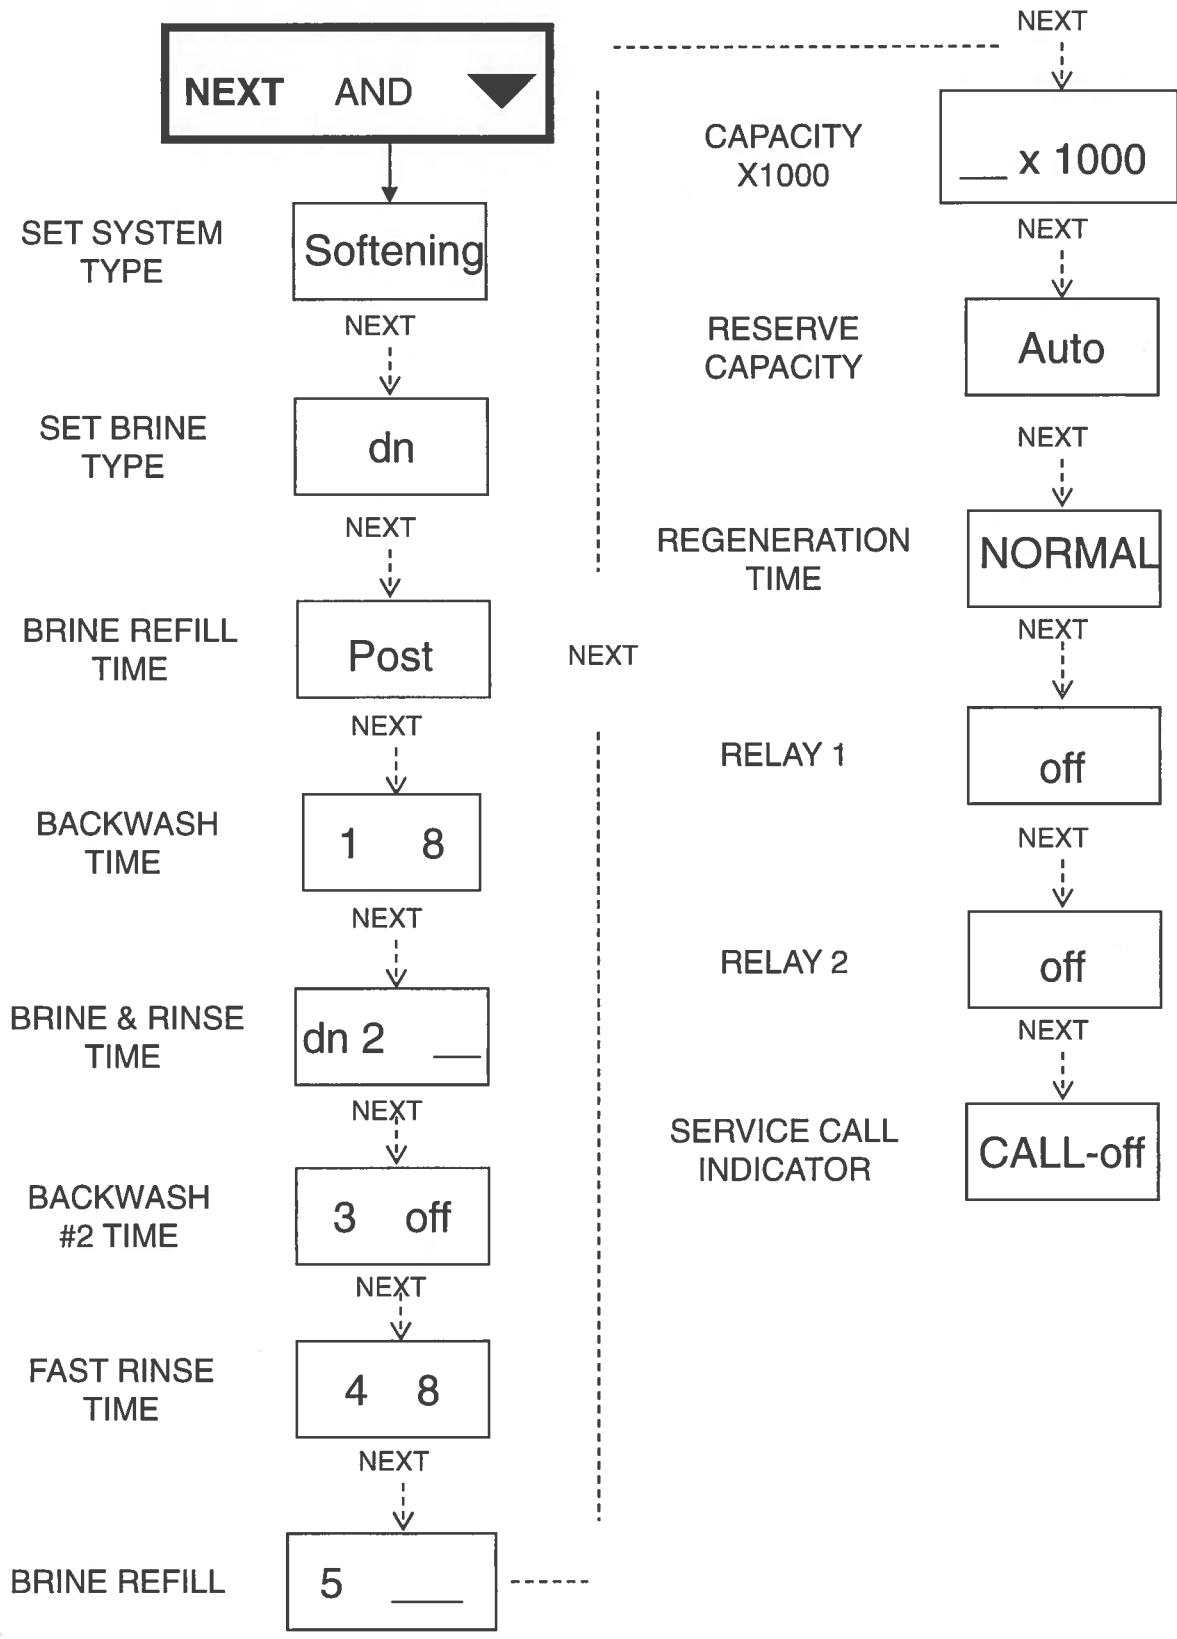 NEXT AND
SET SYSTEM
TYPE
Softening
NEXT
SET BRINE
TYPE
dn
NEXT
BRINE REFILL
TIME
Post
NEXT
BACKWASH
TIME
1 8
NEXT
BRINE & RINSE
TIME
dn 2 __
NEXT
BACKWASH
#2 TIME
3 off
NEXT
FAST RINSE
TIME
4 8
NEXT
BRINE REFILL
5 ___
NEXT
NEXT
CAPACITY
X1000
__ x 1000
NEXT
RESERVE
CAPACITY
Auto
NEXT
REGENERATION
TIME
NORMAL
NEXT
RELAY 1
off
NEXT
RELAY 2
off
NEXT
SERVICE CALL
INDICATOR
CALL-off